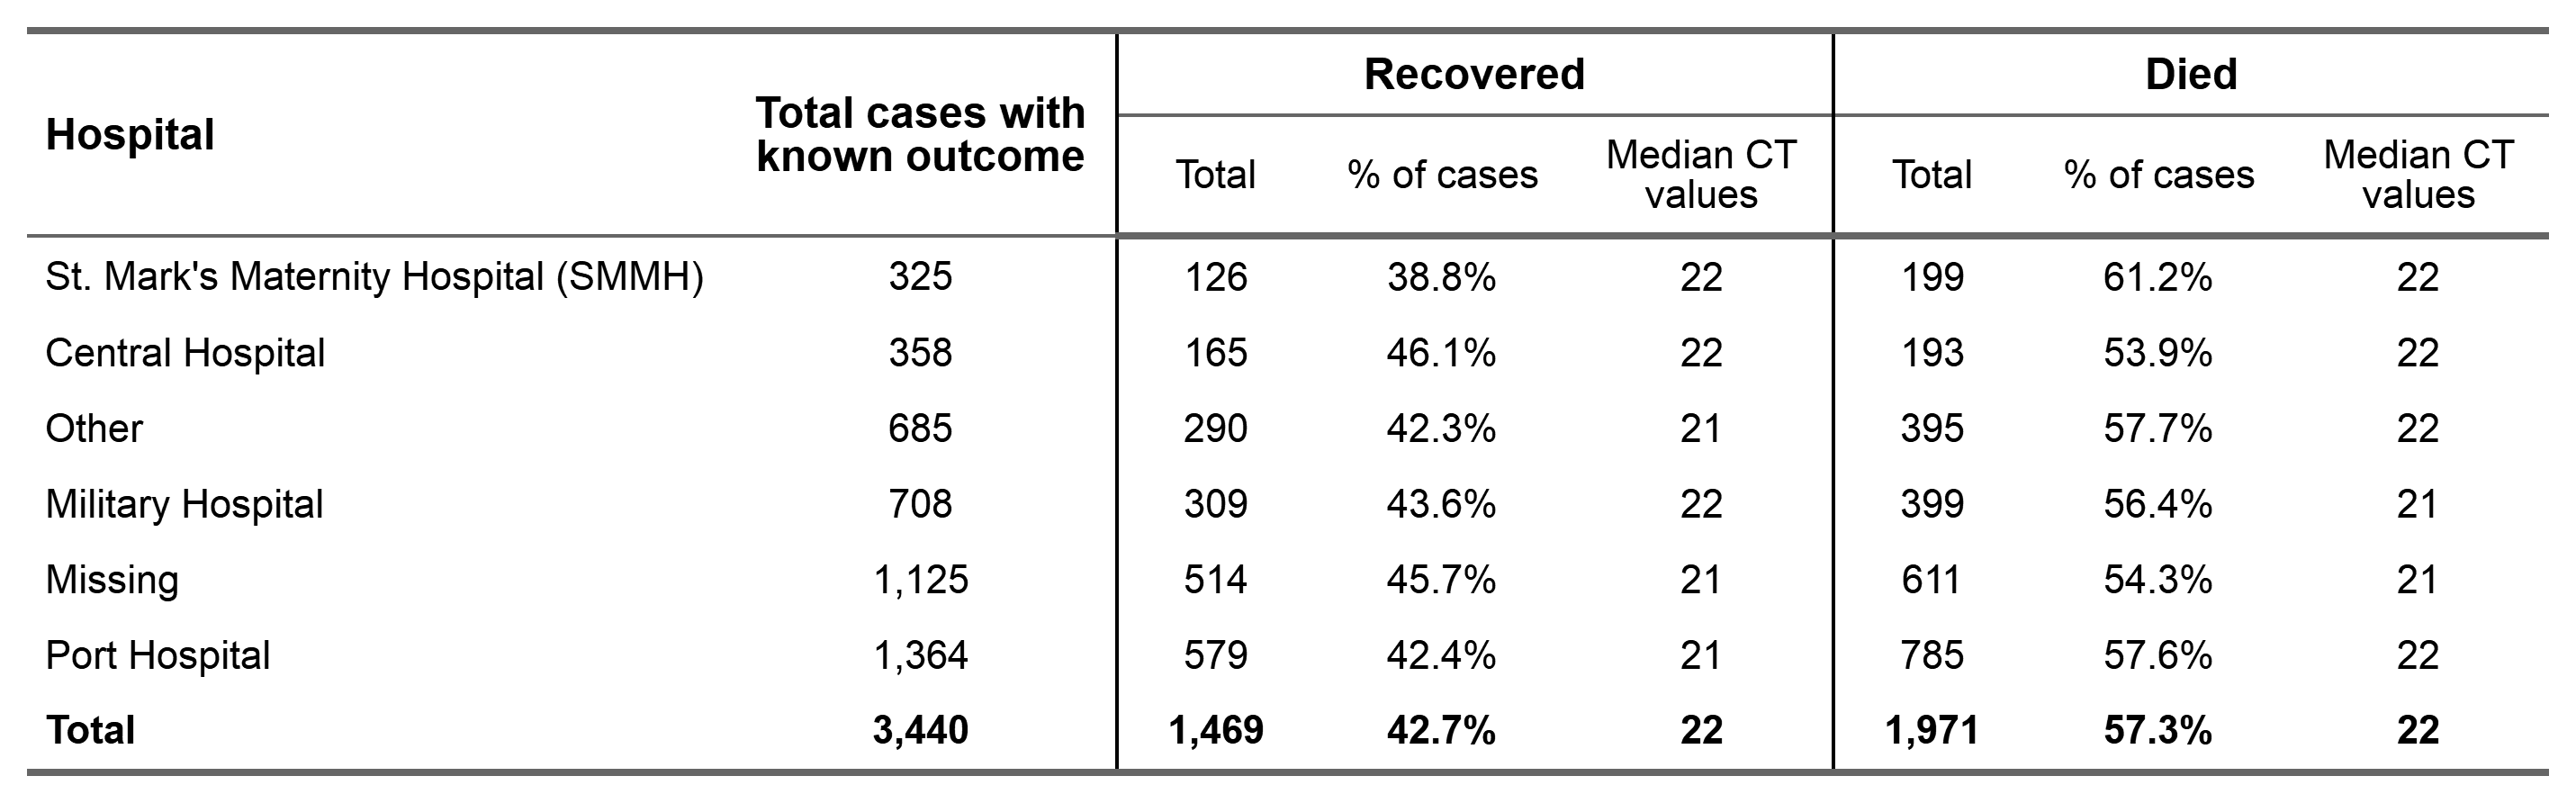 Hospital Total cases with known outcome Recovered Died
Total % of cases Median CT values Total % of cases Median CT values
St. Mark's Maternity Hospital (SMMH) 325 126 38.8% 22 199 61.2% 22
Central Hospital 358 165 46.1% 22 193 53.9% 22
Other 685 290 42.3% 21 395 57.7% 22
Military Hospital 708 309 43.6% 22 399 56.4% 21
Missing 1,125 514 45.7% 21 611 54.3% 21
Port Hospital 1,364 579 42.4% 21 785 57.6% 22
Total 3,440 1,469 42.7% 22 1,971 57.3% 22